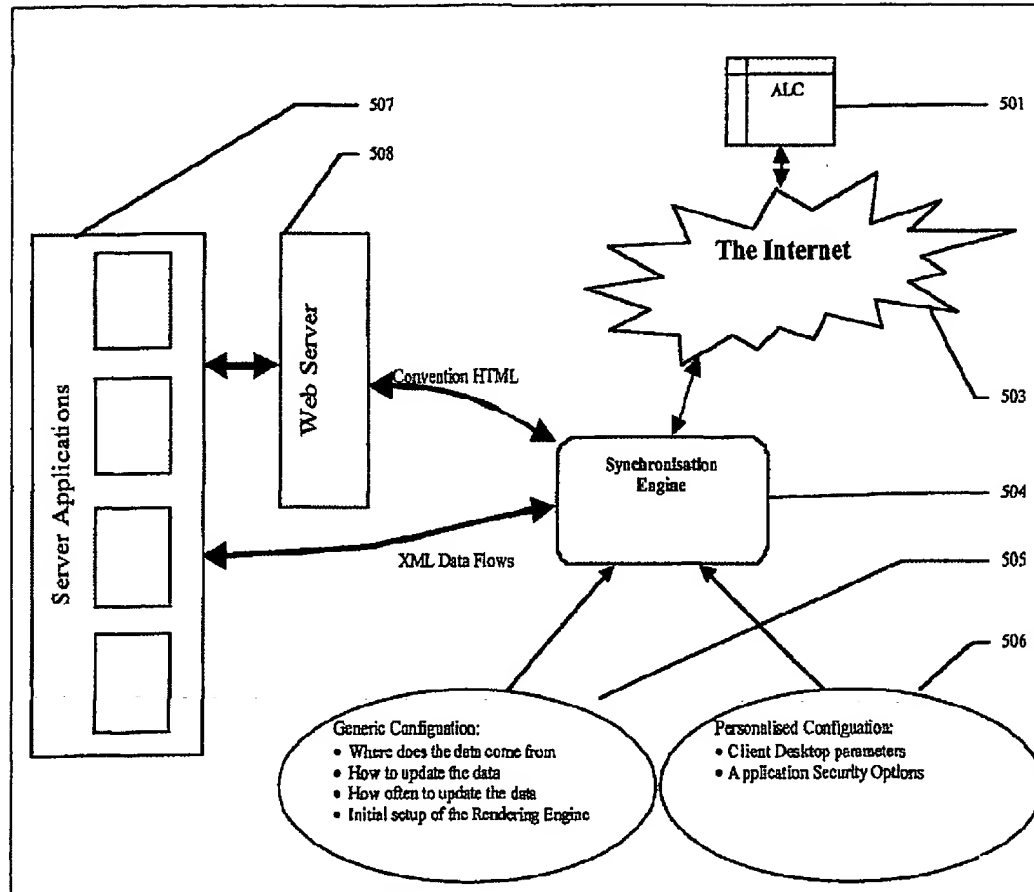 507
508
ALC
501
The Internet
503
Server Applications
Web Server
Convention HTML
Synchronisation
Engine
504
XML Data Flows
505
506
Generic Configuration:
• Where does the data come from
• How to update the data
• How often to update the data
• Initial setup of the Rendering Engine
Personalised Configuation:
• Client Desktop parameters
• Application Security Options